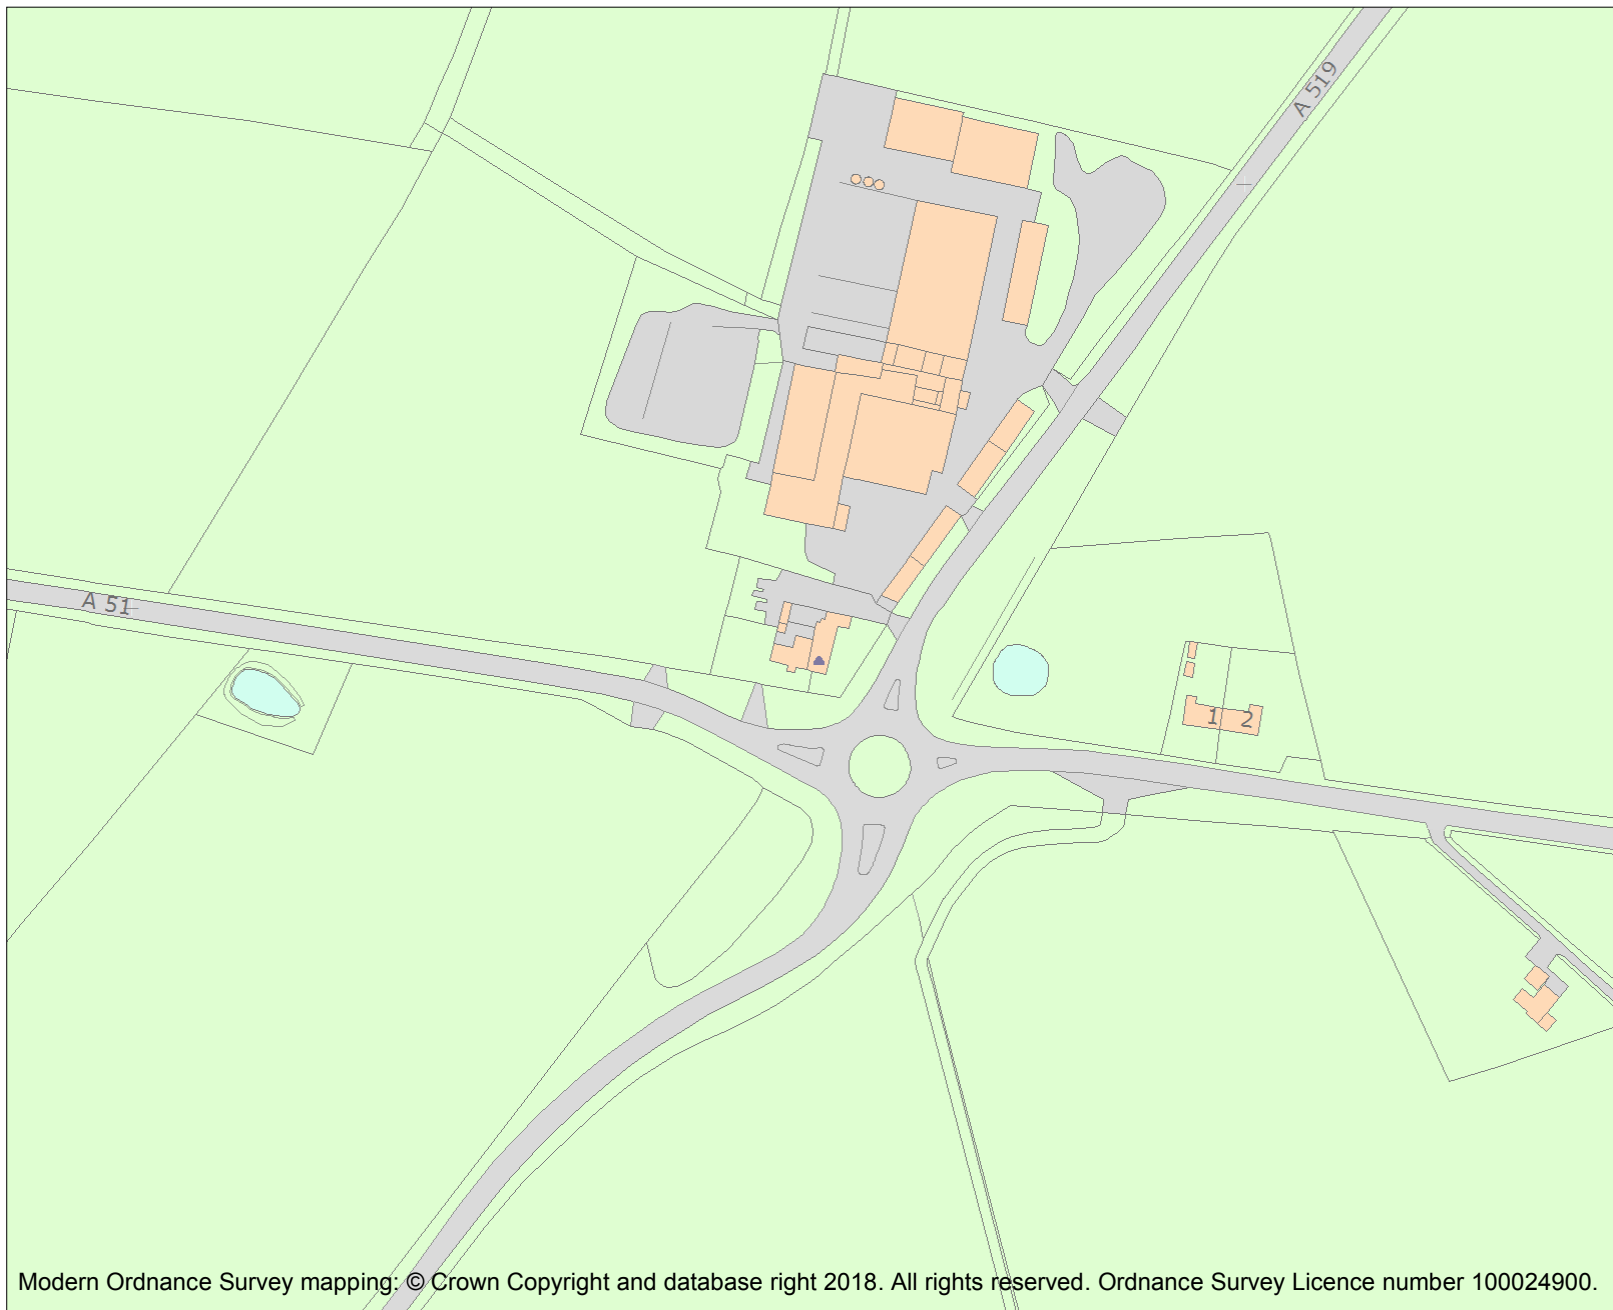 A 519
A 51
1 2
Modern Ordnance Survey mapping: © Crown Copyright and database right 2018. All rights reserved. Ordnance Survey Licence number 100024900.